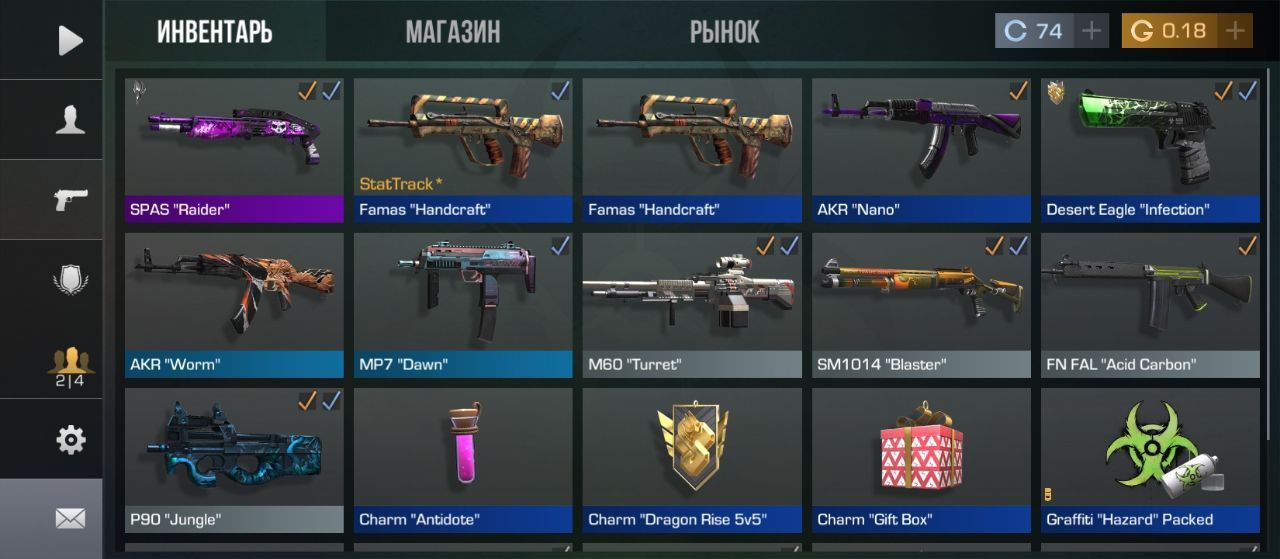 ИНВЕНТАРЬ
МАГАЗИН
РЫНОК
74
0.18
SPAS "Raider"
StatTrack*
Famas "Handcraft"
Famas "Handcraft"
AKR "Nano"
Desert Eagle "Infection"
AKR "Worm"
MP7 "Dawn"
M60 "Turret"
SM1014 "Blaster"
FN FAL "Acid Carbon"
2|4
P90 "Jungle"
Charm "Antidote"
Charm "Dragon Rise 5v5"
Charm "Gift Box"
Graffiti "Hazard" Packed